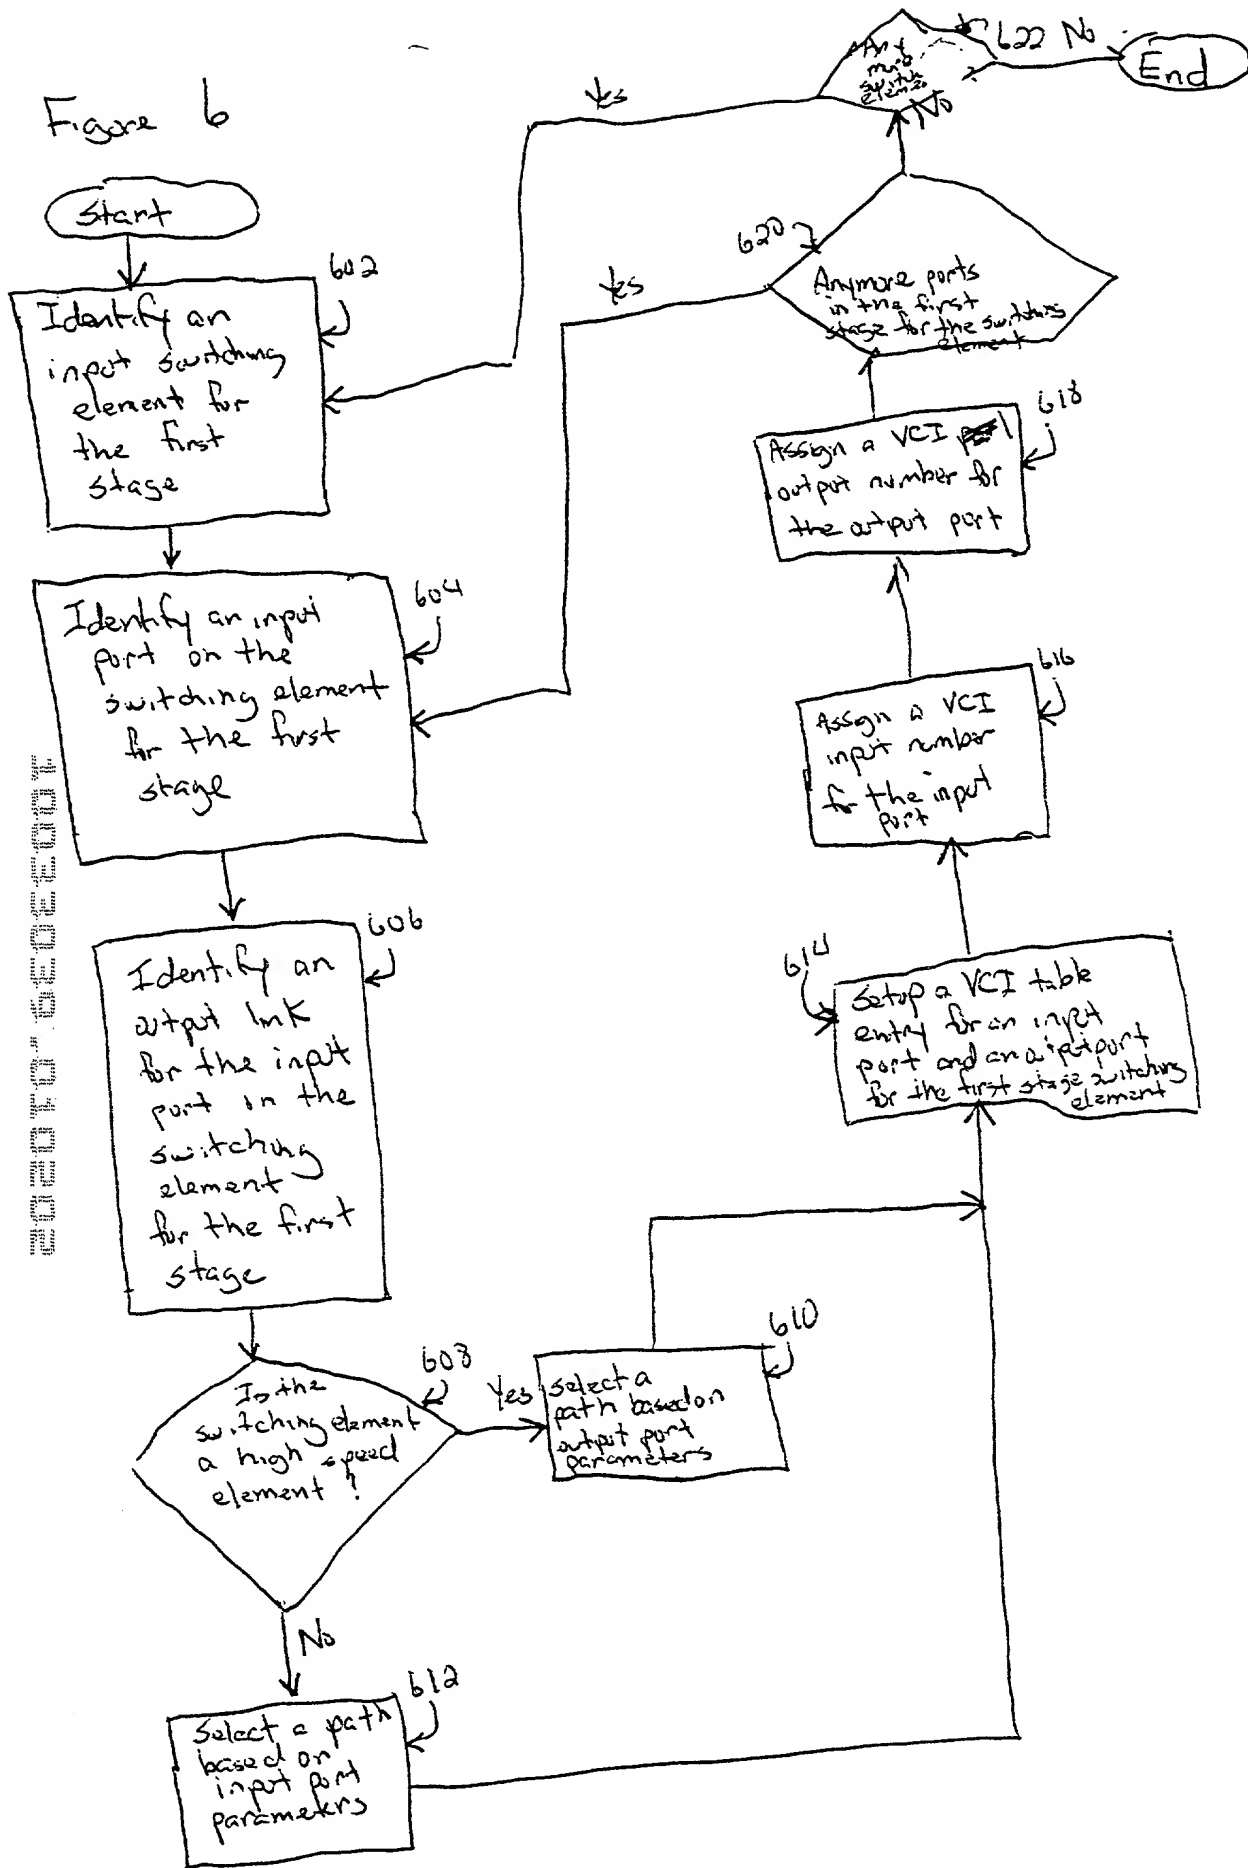 Figure 6
Start
602
Identify an
input switching
element for
the first
stage
604
Identify an input
port on the
switching element
for the first
stage
606
Identify an
output link
for the input
port on the
switching
element
for the first
stage
608
Is the
switching element
a high speed
element?
Yes
610
Select a
path based on
output port
parameters
No
612
Select a path
based on
input port
parameters
614
Setup a VCI table
entry for an input
port and an output port
for the first stage switching
element
616
Assign a VCI
input number
for the input
port
618
Assign a VCI
output number for
the output port
620
Anymore ports
in the first
stage for the switching
element
Yes
No
622
Any
more
switch
elements
Yes
No
End